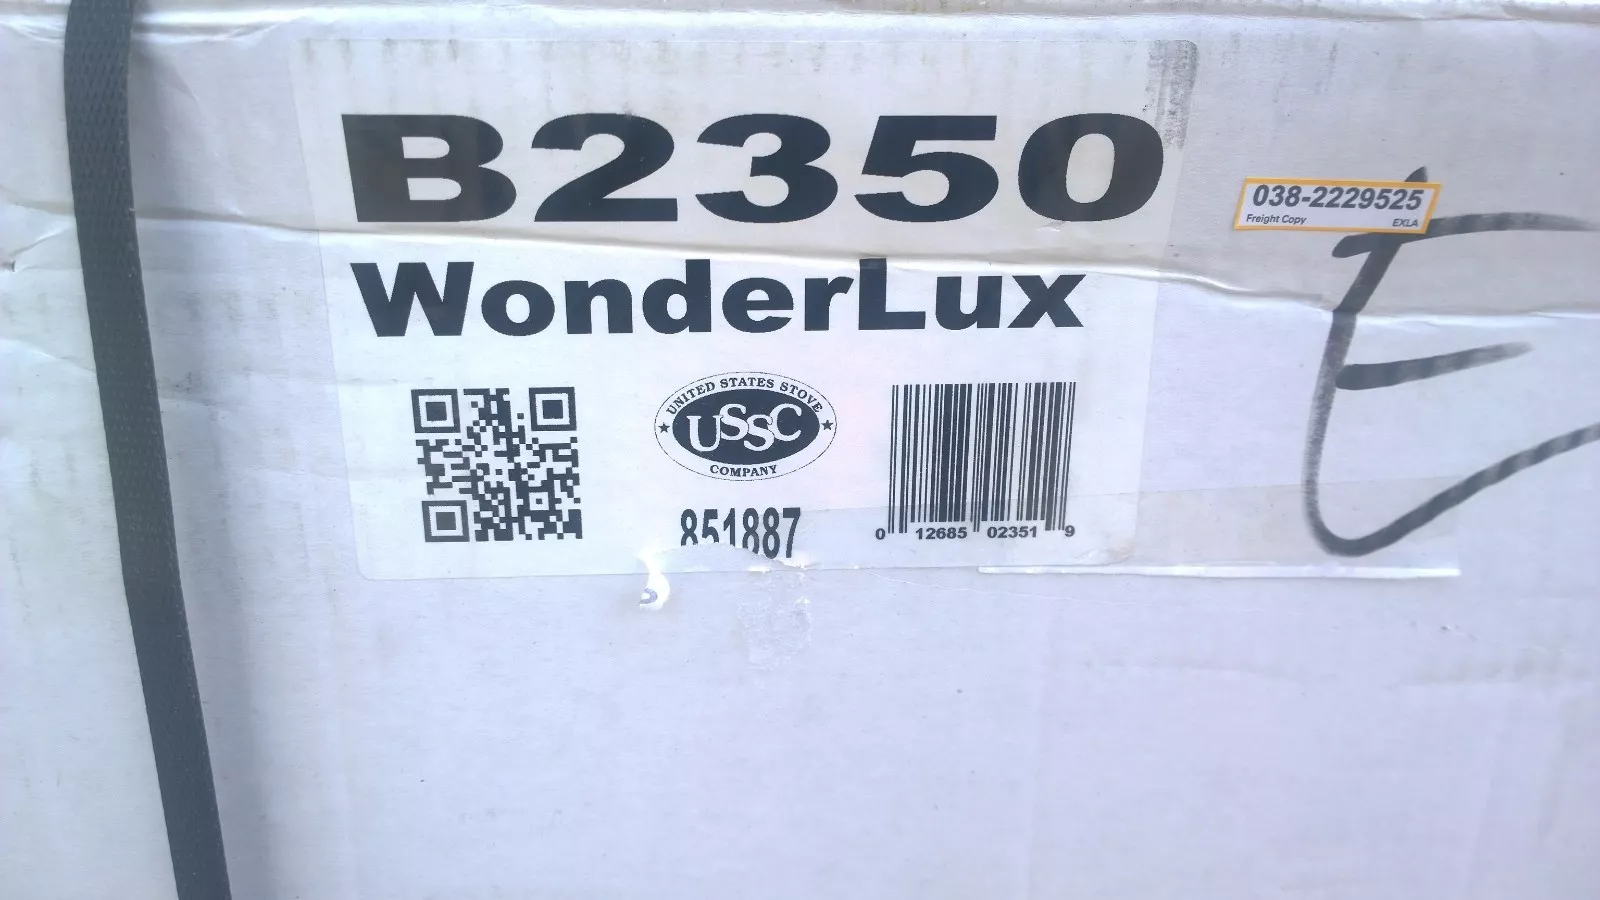 B2350
038-2229525
Freight Copy EXLA
WonderLux
UNITED STATES STOVE
USSC
COMPANY
851887
0 12685 02351 9
E